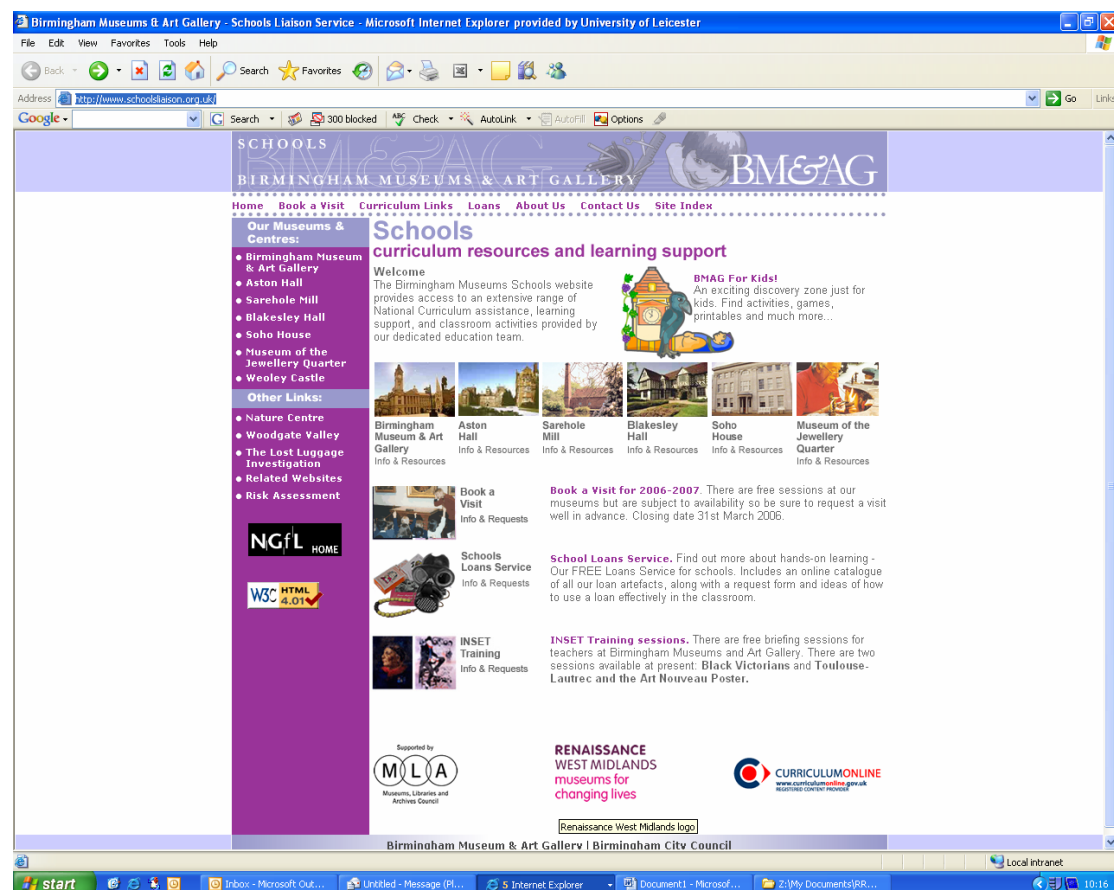 Birmingham Museums & Art Gallery - Schools Liaison Service - Microsoft Internet Explorer provided by University of Leicester
File Edit View Favorites Tools Help
Back Search Favorites
Address http://www.schoolsliaison.org.uk/ Go Links
Google Search 300 blocked ABC Check AutoLink AutoFill Options
SCHOOLS
BM&AG
BIRMINGHAM MUSEUMS & ART GALLERY
BM&AG
Home Book a Visit Curriculum Links Loans About Us Contact Us Site Index
Our Museums &
Centres:
Birmingham Museum
& Art Gallery
Aston Hall
Sarehole Mill
Blakesley Hall
Soho House
Museum of the
Jewellery Quarter
Weoley Castle
Other Links:
Nature Centre
Woodgate Valley
The Lost Luggage
Investigation
Related Websites
Risk Assessment
NGfL HOME
W3C HTML
4.01
Schools
curriculum resources and learning support
Welcome
The Birmingham Museums Schools website
provides access to an extensive range of
National Curriculum assistance, learning
support, and classroom activities provided by
our dedicated education team.
BMAG For Kids!
An exciting discovery zone just for
kids. Find activities, games,
printables and much more...
Birmingham
Museum & Art
Gallery
Info & Resources
Aston
Hall
Info & Resources
Sarehole
Mill
Info & Resources
Blakesley
Hall
Info & Resources
Soho
House
Info & Resources
Museum of the
Jewellery
Quarter
Info & Resources
Book a
Visit
Info & Requests
Book a Visit for 2006-2007. There are free sessions at our
museums but are subject to availability so be sure to request a visit
well in advance. Closing date 31st March 2006.
Schools
Loans Service
Info & Requests
School Loans Service. Find out more about hands-on learning -
Our FREE Loans Service for schools. Includes an online catalogue
of all our loan artefacts, along with a request form and ideas of how
to use a loan effectively in the classroom.
INSET
Training
Info & Requests
INSET Training sessions. There are free briefing sessions for
teachers at Birmingham Museums and Art Gallery. There are two
sessions available at present: Black Victorians and Toulouse-
Lautrec and the Art Nouveau Poster.
Supported by
MLA
Museums, Libraries and
Archives Council
RENAISSANCE
WEST MIDLANDS
museums for
changing lives
CURRICULUMONLINE
www.curriculumonline.gov.uk
REGISTERED CONTENT PROVIDER
Renaissance West Midlands logo
Birmingham Museum & Art Gallery | Birmingham City Council
Local intranet
start Inbox - Microsoft Out... Untitled - Message (Pl... 5 Internet Explorer Document1 - Microsof... Z:\My Documents\RR... 10:16